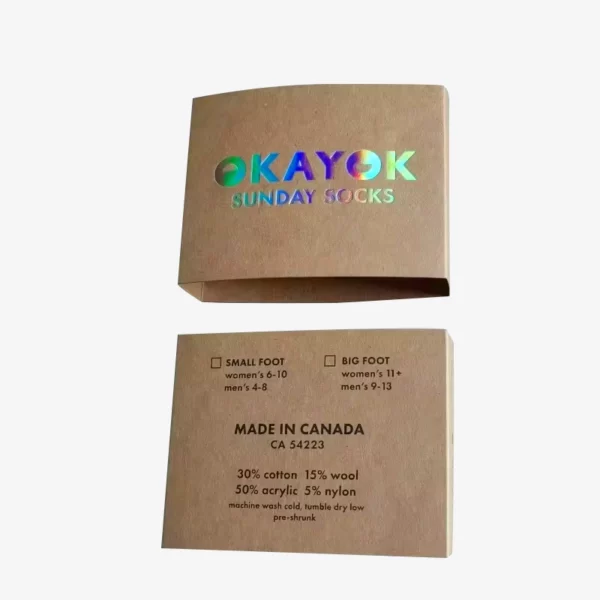 OKAYOK
SUNDAY SOCKS
SMALL FOOT
women's 6-10
men's 4-8
BIG FOOT
women's 11+
men's 9-13
MADE IN CANADA
CA 54223
30% cotton 15% wool
50% acrylic 5% nylon
machine wash cold, tumble dry low
pre-shrunk